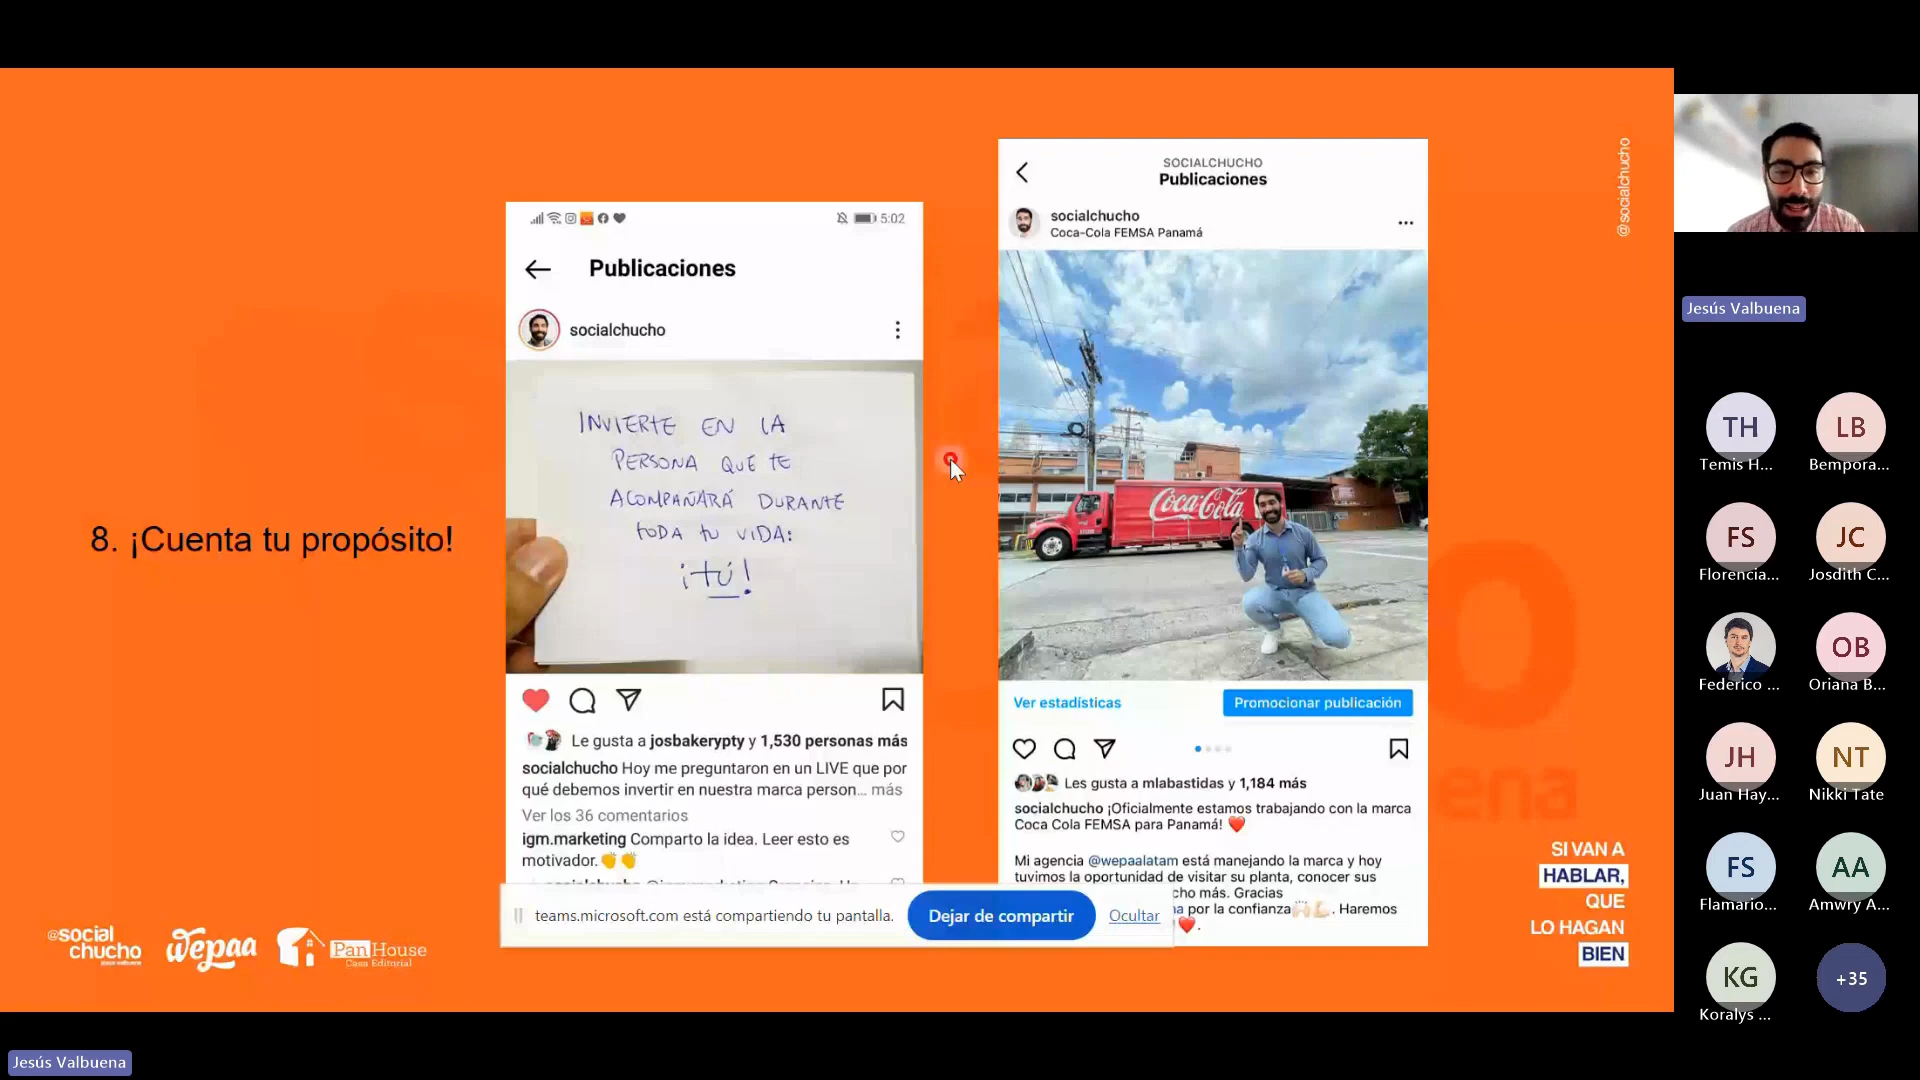 8. ¡Cuenta tu propósito!
5:02
Publicaciones
socialchucho
INVIERTE EN LA
PERSONA QUE TE
ACOMPAÑARÁ DURANTE
TODA TU VIDA:
¡TÚ!
Le gusta a josbakerypty y 1,530 personas más
socialchucho Hoy me preguntaron en un LIVE que por
qué debemos invertir en nuestra marca person... más
Ver los 36 comentarios
igm.marketing Comparto la idea. Leer esto es
motivador.👏👏
SOCIALCHUCHO
Publicaciones
socialchucho
Coca-Cola FEMSA Panamá
Coca-Cola
Ver estadísticas
Promocionar publicación
Les gusta a mlabastidas y 1,184 más
socialchucho ¡Oficialmente estamos trabajando con la marca
Coca Cola FEMSA para Panamá! ❤️
Mi agencia @wepaalatam está manejando la marca y hoy
tuvimos la oportunidad de visitar su planta, conocer sus
cho más. Gracias
por la confianza🙌🏻💪🏻. Haremos
❤️.
teams.microsoft.com está compartiendo tu pantalla.
Dejar de compartir
Ocultar
@social
chucho
wepaa
PanHouse
Casa Editorial
@socialchucho
SI VAN A
HABLAR,
QUE
LO HAGAN
BIEN
Jesús Valbuena
TH
Temis H...
LB
Bempora...
FS
Florencia...
JC
Josdith C...
Federico ...
OB
Oriana B...
JH
Juan Hay...
NT
Nikki Tate
FS
Flamario...
AA
Amwry A...
KG
Koralys ...
+35
Jesús Valbuena